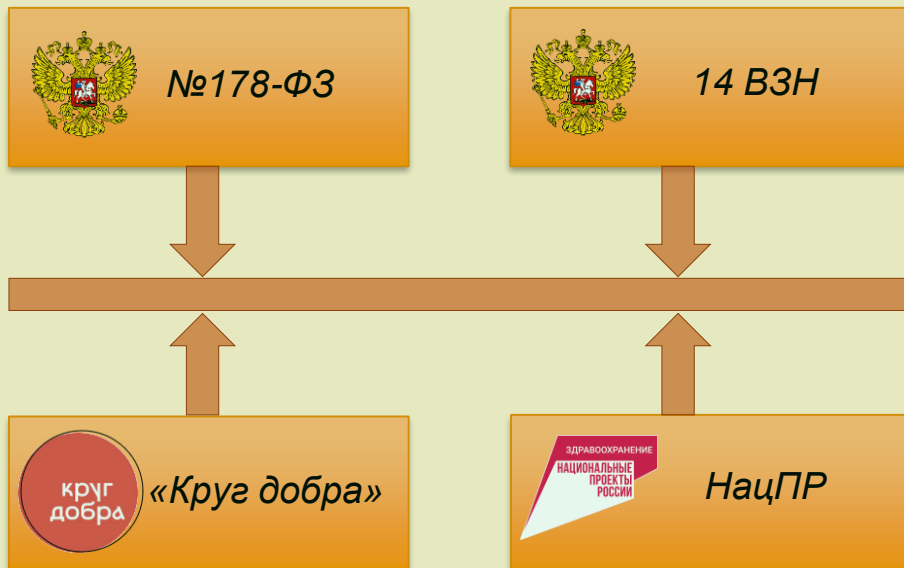 №178-ФЗ
14 ВЗН
круг
добра
«Круг добра»
ЗДРАВООХРАНЕНИЕ
НАЦИОНАЛЬНЫЕ
ПРОЕКТЫ
РОССИИ
НацПР